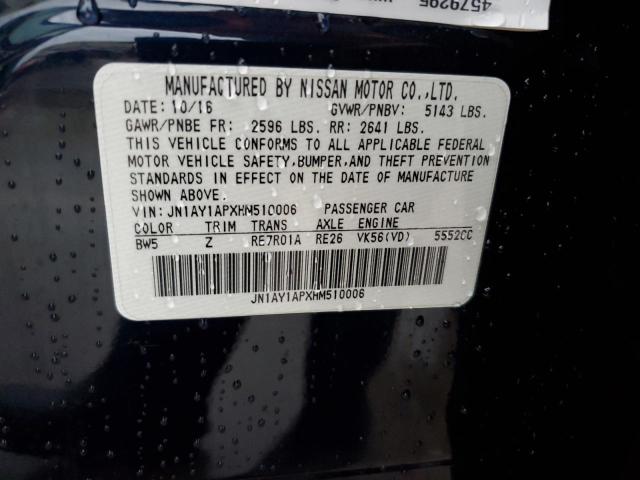 4579295
MANUFACTURED BY NISSAN MOTOR CO.,LTD.
DATE: 10/16 GVWR/PNBV: 5143 LBS.
GAWR/PNBE FR: 2596 LBS. RR: 2641 LBS.
THIS VEHICLE CONFORMS TO ALL APPLICABLE FEDERAL
MOTOR VEHICLE SAFETY,BUMPER,AND THEFT PREVENTION
STANDARDS IN EFFECT ON THE DATE OF MANUFACTURE
SHOWN ABOVE.
VIN: JN1AY1APXHM510006 PASSENGER CAR
COLOR TRIM TRANS AXLE ENGINE
BW5 Z RE7R01A RE26 VK56(VD) 5552CC
JN1AY1APXHM510006